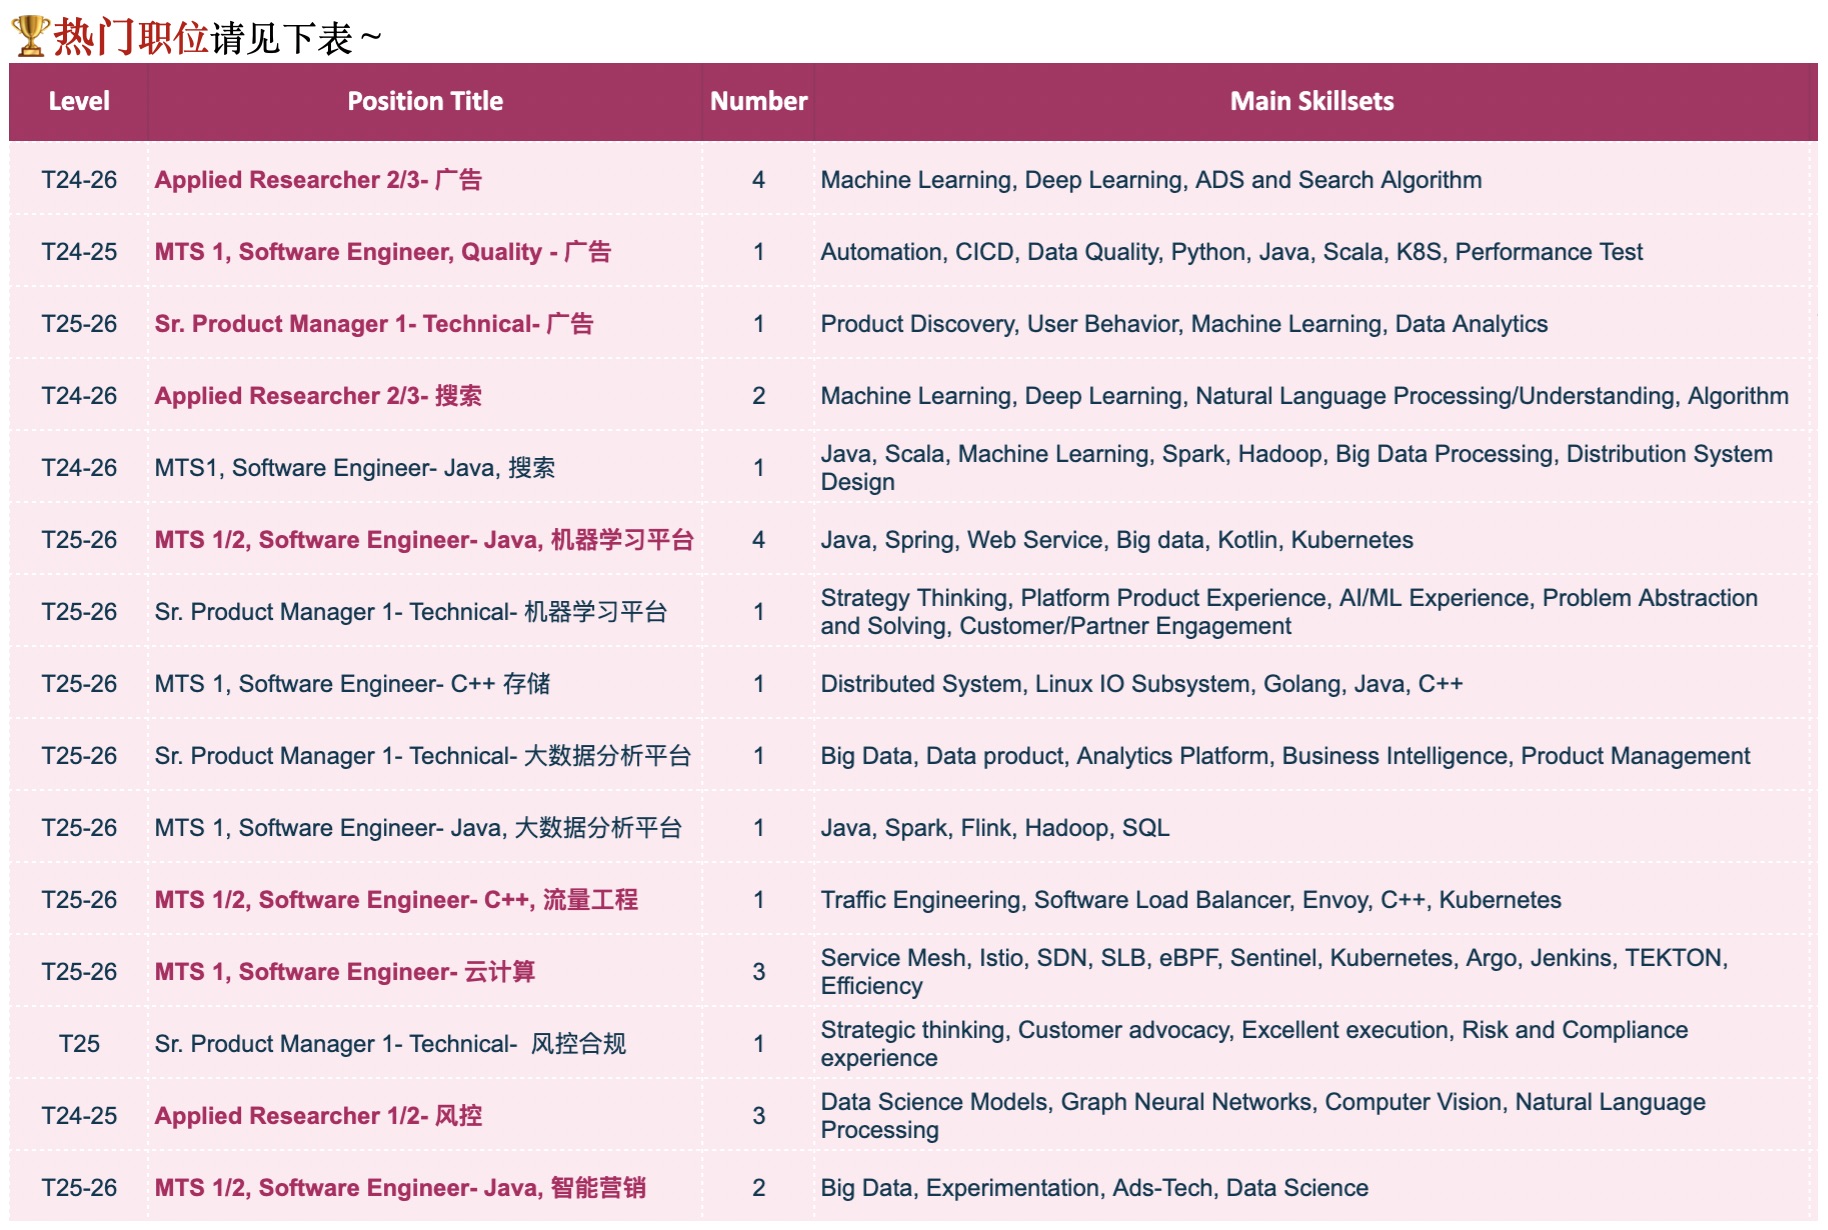 🏆热门职位请见下表~
Level Position Title Number Main Skillsets
T24-26 Applied Researcher 2/3- 广告 4 Machine Learning, Deep Learning, ADS and Search Algorithm
T24-25 MTS 1, Software Engineer, Quality - 广告 1 Automation, CICD, Data Quality, Python, Java, Scala, K8S, Performance Test
T25-26 Sr. Product Manager 1- Technical- 广告 1 Product Discovery, User Behavior, Machine Learning, Data Analytics
T24-26 Applied Researcher 2/3- 搜索 2 Machine Learning, Deep Learning, Natural Language Processing/Understanding, Algorithm
T24-26 MTS1, Software Engineer- Java, 搜索 1 Java, Scala, Machine Learning, Spark, Hadoop, Big Data Processing, Distribution System
Design
T25-26 MTS 1/2, Software Engineer- Java, 机器学习平台 4 Java, Spring, Web Service, Big data, Kotlin, Kubernetes
T25-26 Sr. Product Manager 1- Technical- 机器学习平台 1 Strategy Thinking, Platform Product Experience, AI/ML Experience, Problem Abstraction
and Solving, Customer/Partner Engagement
T25-26 MTS 1, Software Engineer- C++ 存储 1 Distributed System, Linux IO Subsystem, Golang, Java, C++
T25-26 Sr. Product Manager 1- Technical- 大数据分析平台 1 Big Data, Data product, Analytics Platform, Business Intelligence, Product Management
T25-26 MTS 1, Software Engineer- Java, 大数据分析平台 1 Java, Spark, Flink, Hadoop, SQL
T25-26 MTS 1/2, Software Engineer- C++, 流量工程 1 Traffic Engineering, Software Load Balancer, Envoy, C++, Kubernetes
T25-26 MTS 1, Software Engineer- 云计算 3 Service Mesh, Istio, SDN, SLB, eBPF, Sentinel, Kubernetes, Argo, Jenkins, TEKTON,
Efficiency
T25 Sr. Product Manager 1- Technical- 风控合规 1 Strategic thinking, Customer advocacy, Excellent execution, Risk and Compliance
experience
T24-25 Applied Researcher 1/2- 风控 3 Data Science Models, Graph Neural Networks, Computer Vision, Natural Language
Processing
T25-26 MTS 1/2, Software Engineer- Java, 智能营销 2 Big Data, Experimentation, Ads-Tech, Data Science